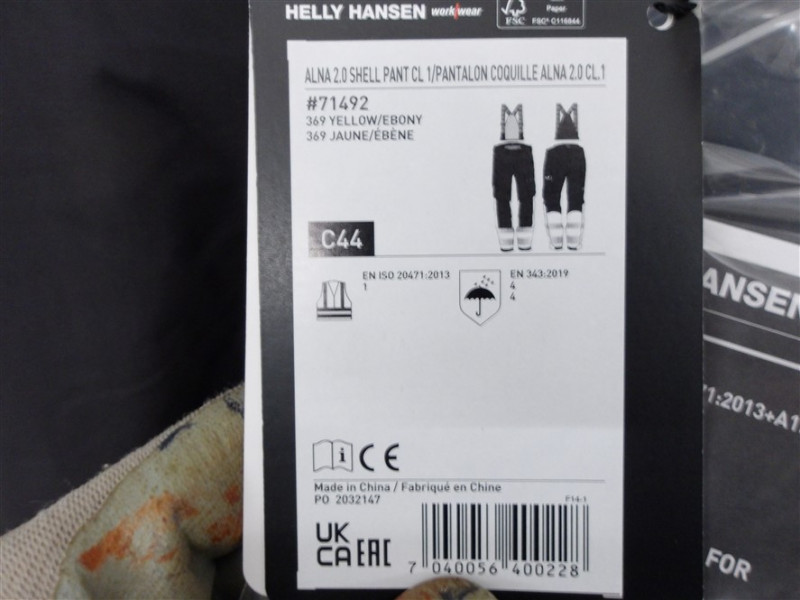 HELLY HANSEN work/wear
FSC
Paper
FSC® C116844
ALNA 2.0 SHELL PANT CL 1/PANTALON COQUILLE ALNA 2.0 CL.1
#71492
369 YELLOW/EBONY
369 JAUNE/ÉBÈNE
C44
EN ISO 20471:2013
1
EN 343:2019
4
4
i
CE
Made in China / Fabriqué en Chine
PO 2032147
F14:1
UK
CA EAC
7 040056 400228
ANSEN
71:2013+A1
FOR